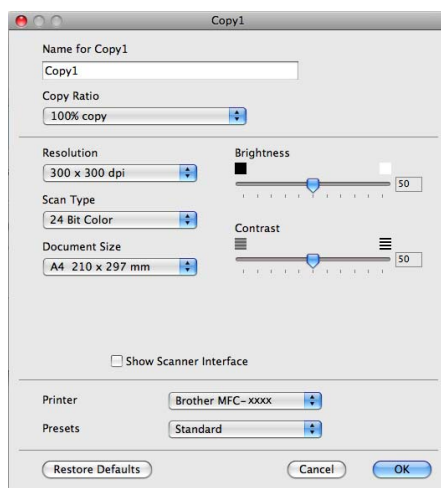 Copy1
Name for Copy1
Copy1
Copy Ratio
100% copy
Resolution
300 x 300 dpi
Scan Type
24 Bit Color
Document Size
A4 210 x 297 mm
Brightness
50
Contrast
50
Show Scanner Interface
Printer Brother MFC-xxxx
Presets Standard
Restore Defaults Cancel OK